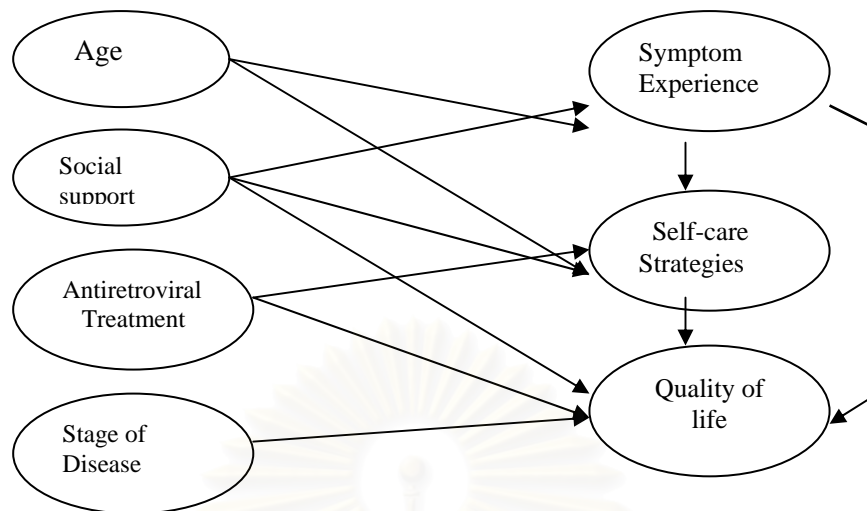 Age
Social
support
Antiretroviral
Treatment
Stage of
Disease
Symptom
Experience
Self-care
Strategies
Quality of
life